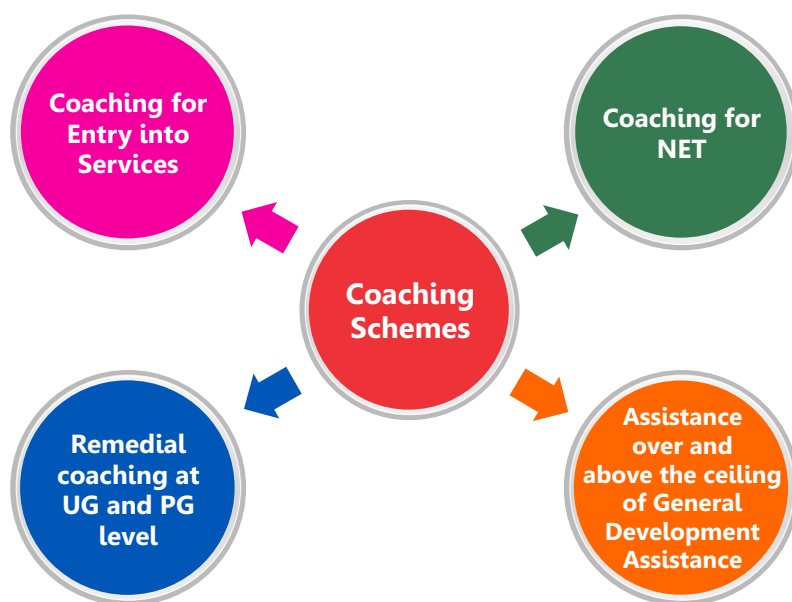 Coaching for
Entry into
Services
Coaching for
NET
Coaching
Schemes
Remedial
coaching at
UG and PG
level
Assistance
over and
above the ceiling
of General
Development
Assistance